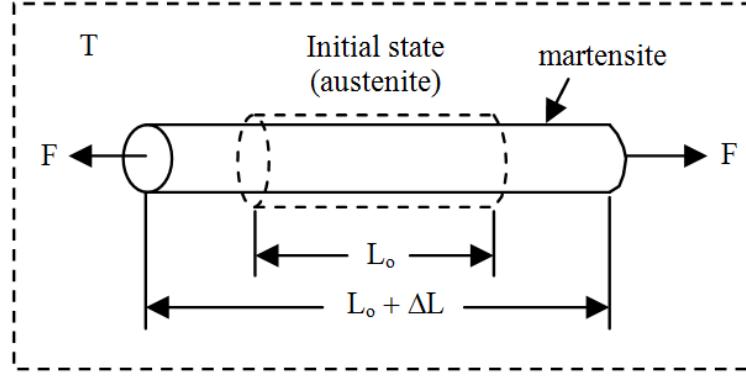 T
Initial state
(austenite)
martensite
F
F
Lₒ
Lₒ + ΔL